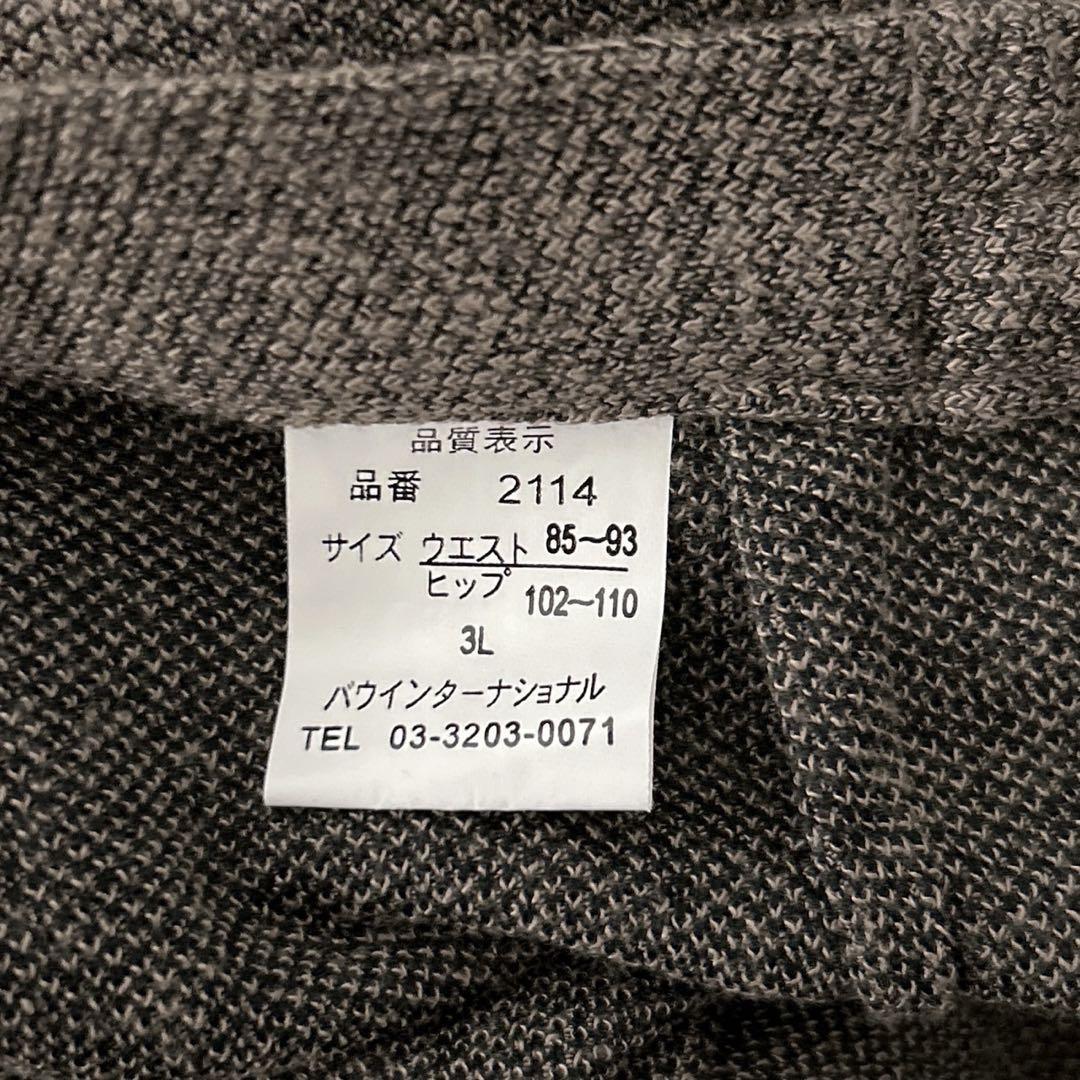 品質表示
品番 2114
サイズ ウエスト 85〜93
ヒップ 102〜110
3L
バウインターナショナル
TEL 03-3203-0071